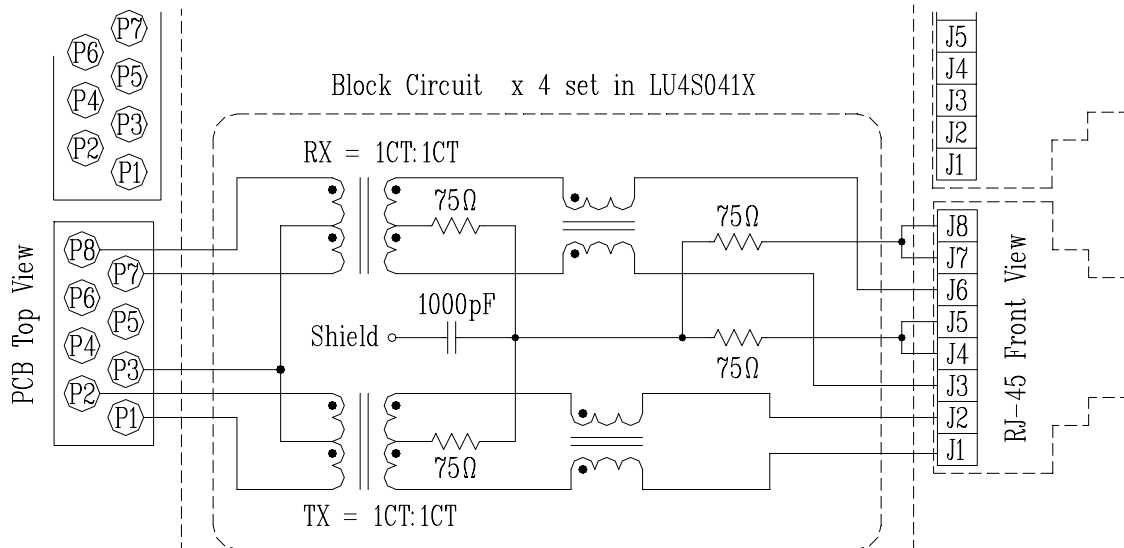 P7
P6
P5
P4
P3
P2
P1
Block Circuit x 4 set in LU4S041X
J5
J4
J3
J2
J1
RX = 1CT:1CT
75Ω
75Ω
PCB Top View
P8
P7
P6
P5
P4
P3
P2
P1
1000pF
Shield
75Ω
75Ω
TX = 1CT:1CT
J8
J7
J6
J5
J4
J3
J2
J1
RJ-45 Front View